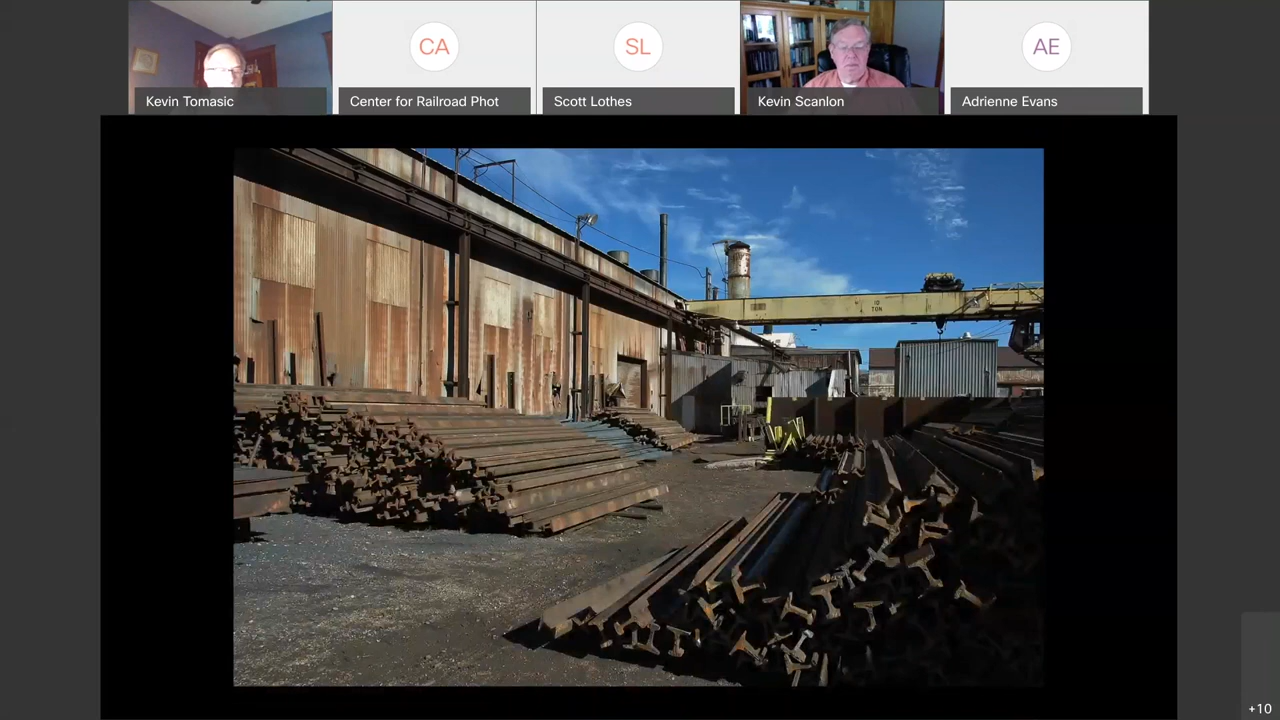 CA
SL
AE
Kevin Tomasic
Center for Railroad Phot
Scott Lothes
Kevin Scanlon
Adrienne Evans
10
TON
+10